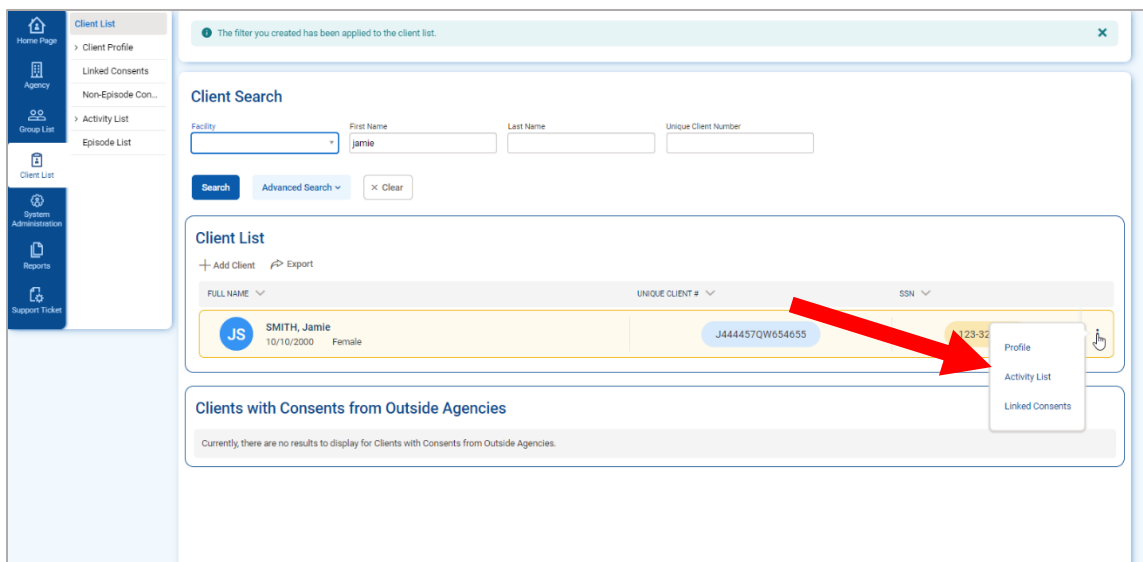 Home Page
Agency
Group List
Client List
System
Administration
Reports
Support Ticket
Client List
> Client Profile
Linked Consents
Non-Episode Con...
> Activity List
Episode List
The filter you created has been applied to the client list.
Client Search
Facility First Name Last Name Unique Client Number
jamie
Search Advanced Search × Clear
Client List
+ Add Client Export
FULL NAME UNIQUE CLIENT # SSN
JS SMITH, Jamie J444457QW654655 123-32
10/10/2000 Female
Profile
Activity List
Linked Consents
Clients with Consents from Outside Agencies
Currently, there are no results to display for Clients with Consents from Outside Agencies.